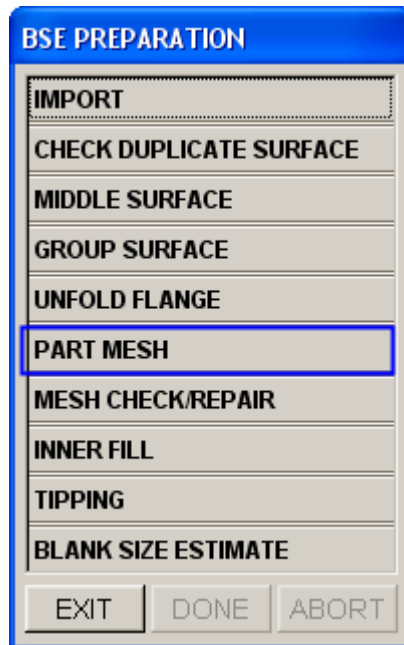 BSE PREPARATION
IMPORT
CHECK DUPLICATE SURFACE
MIDDLE SURFACE
GROUP SURFACE
UNFOLD FLANGE
PART MESH
MESH CHECK/REPAIR
INNER FILL
TIPPING
BLANK SIZE ESTIMATE
EXIT DONE ABORT